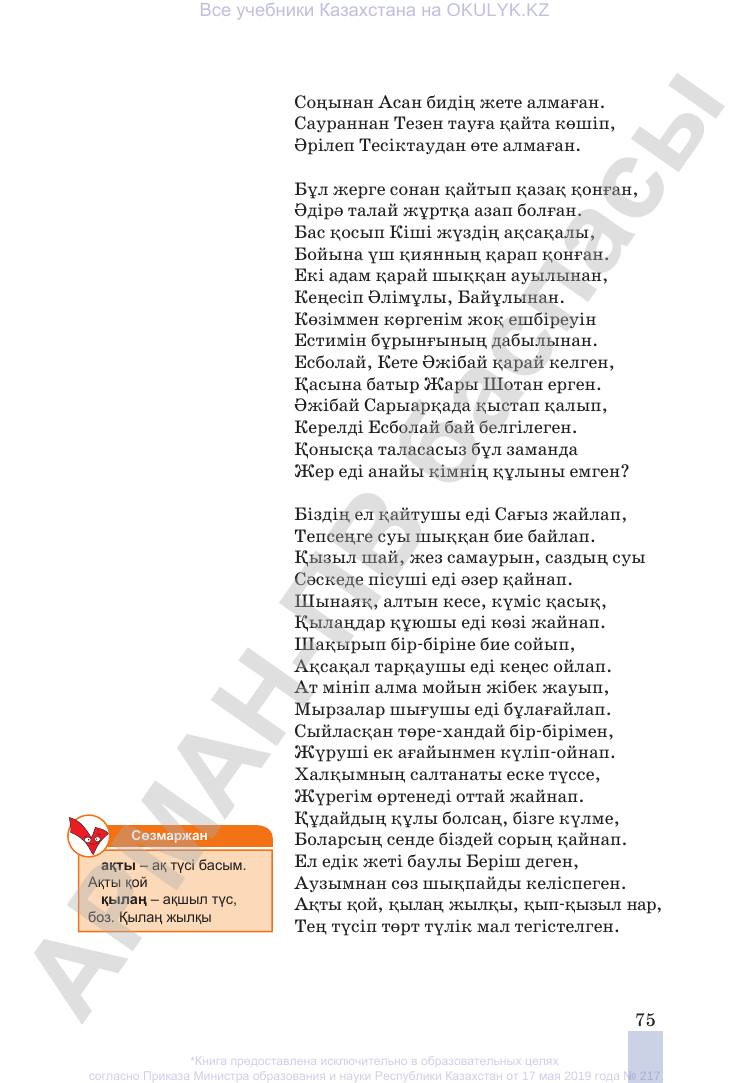 Все учебники Казахстана на OKULYK.KZ
Соңынан Асан бидің жете алмаған.
Саураннан Тезен тауға қайта көшіп,
Әрілеп Тесіктаудан өте алмаған.
Бұл жерге сонан қайтып қазақ қонған,
Әдірә талай жұртқа азап болған.
Бас қосып Кіші жүздің ақсақалы,
Бойына үш қиянның қарап қонған.
Екі адам қарай шыққан ауылынан,
Кеңесіп Әлімұлы, Байұлынан.
Көзіммен көргенім жоқ ешбіреуін
Естимін бұрынғының дабылынан.
Есболай, Кете Әжібай қарай келген,
Қасына батыр Жары Шотан ерген.
Әжібай Сарыарқада қыстап қалып,
Керелді Есболай бай белгілеген.
Қонысқа таласасыз бұл заманда
Жер еді анайы кімнің құлыны емген?
Біздің ел қайтушы еді Сағыз жайлап,
Тепсеңге суы шыққан бие байлап.
Қызыл шай, жез самаурын, саздың суы
Сәскеде пісуші еді әзер қайнап.
Шынаяқ, алтын кесе, күміс қасық,
Қылаңдар құюшы еді көзі жайнап.
Шақырып бір-біріне бие сойып,
Ақсақал тарқаушы еді кеңес ойлап.
Ат мініп алма мойын жібек жауып,
Мырзалар шығушы еді бұлағайлап.
Сыйласқан төре-хандай бір-бірімен,
Жүруші ек ағайынмен күліп-ойнап.
Халқымның салтанаты еске түссе,
Жүрегім өртенеді оттай жайнап.
Құдайдың құлы болсаң, бізге күлме,
Боларсың сенде біздей сорың қайнап.
Ел едік жеті баулы Беріш деген,
Аузымнан сөз шықпайды келіспеген.
Ақты қой, қылаң жылқы, қып-қызыл нар,
Тең түсіп төрт түлік мал тегістелген.
Сөзмаржан
ақты – ақ түсі басым.
Ақты қой
қылаң – ақшыл түс,
боз. Қылаң жылқы
АРМАН-ПВ баспасы
75
*Книга предоставлена исключительно в образовательных целях
согласно Приказа Министра образования и науки Республики Казахстан от 17 мая 2019 года № 217